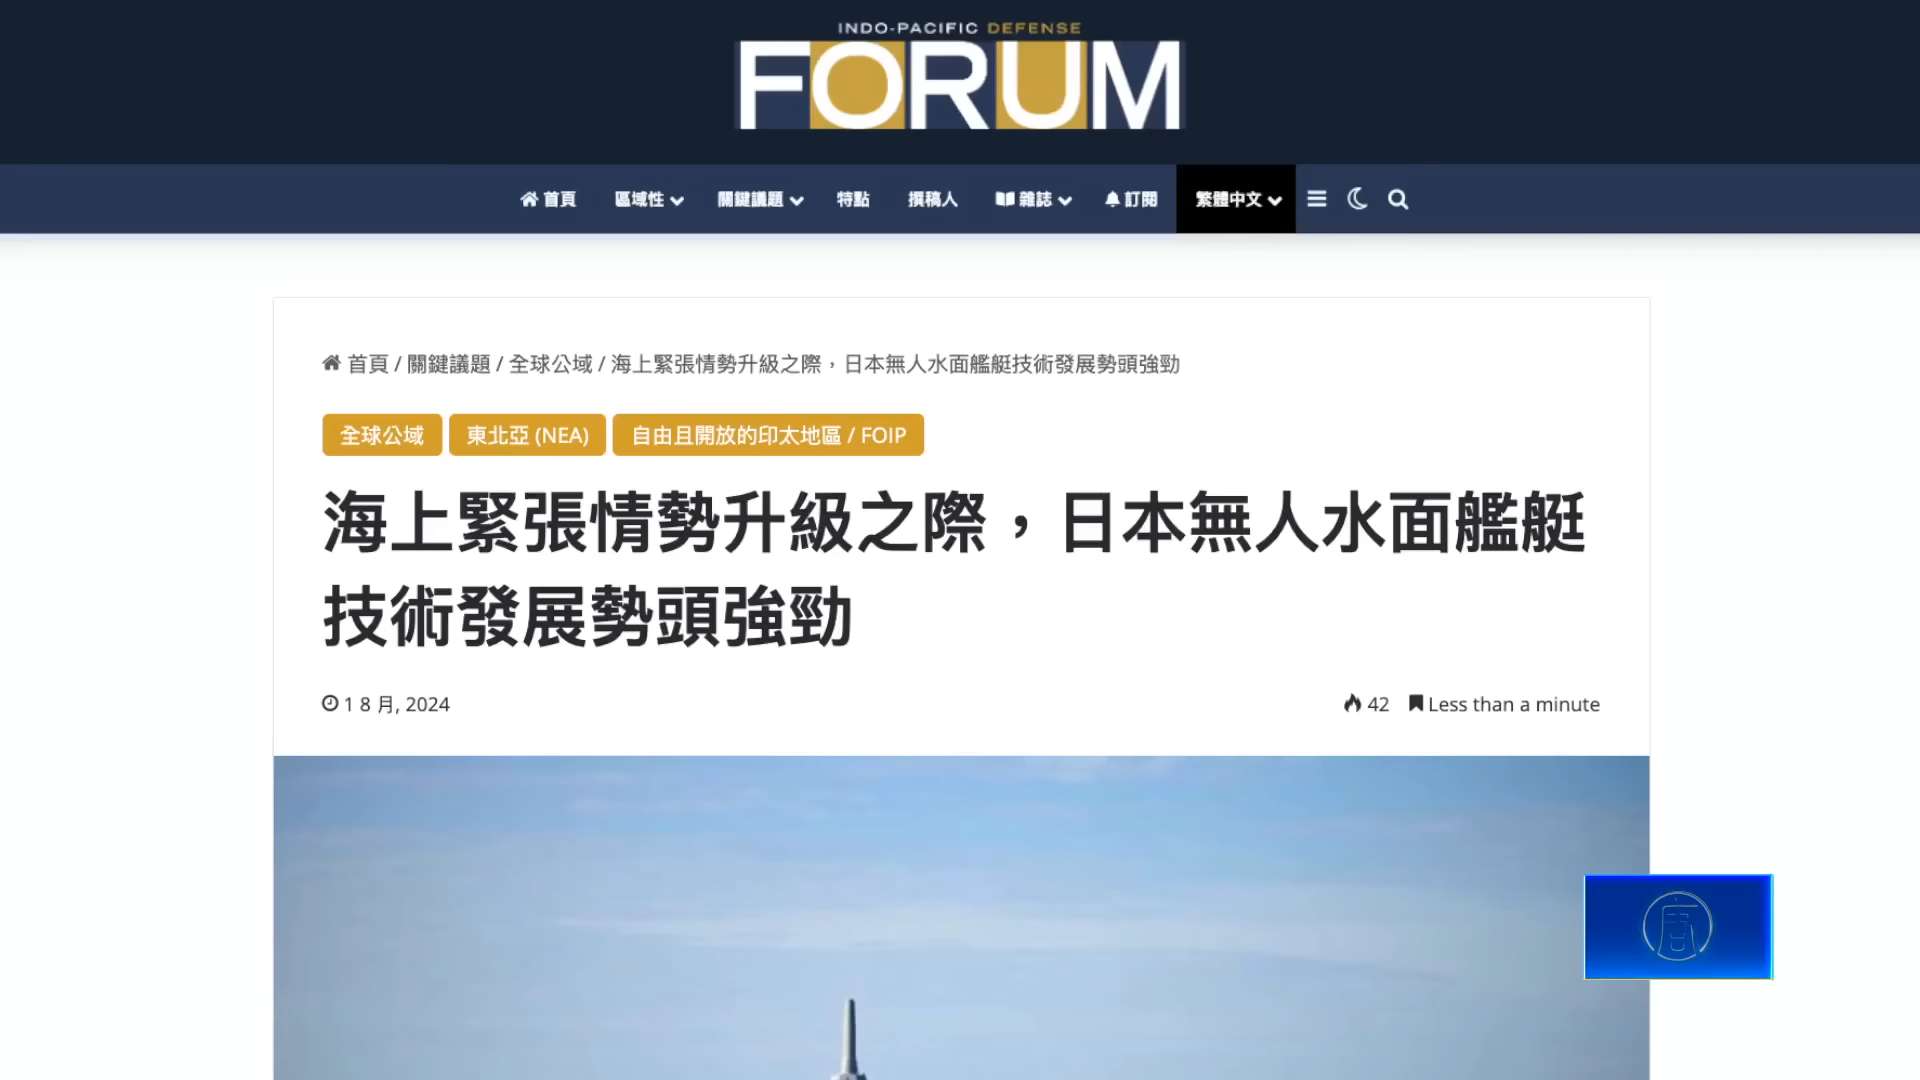 INDO-PACIFIC DEFENSE
FORUM
首頁 區域性 關鍵議題 特點 撰稿人 雜誌 訂閱 繁體中文
首頁 / 關鍵議題 / 全球公域 / 海上緊張情勢升級之際，日本無人水面艦艇技術發展勢頭強勁
全球公域 東北亞 (NEA) 自由且開放的印太地區 / FOIP
海上緊張情勢升級之際，日本無人水面艦艇
技術發展勢頭強勁
1 8 月, 2024 42 Less than a minute